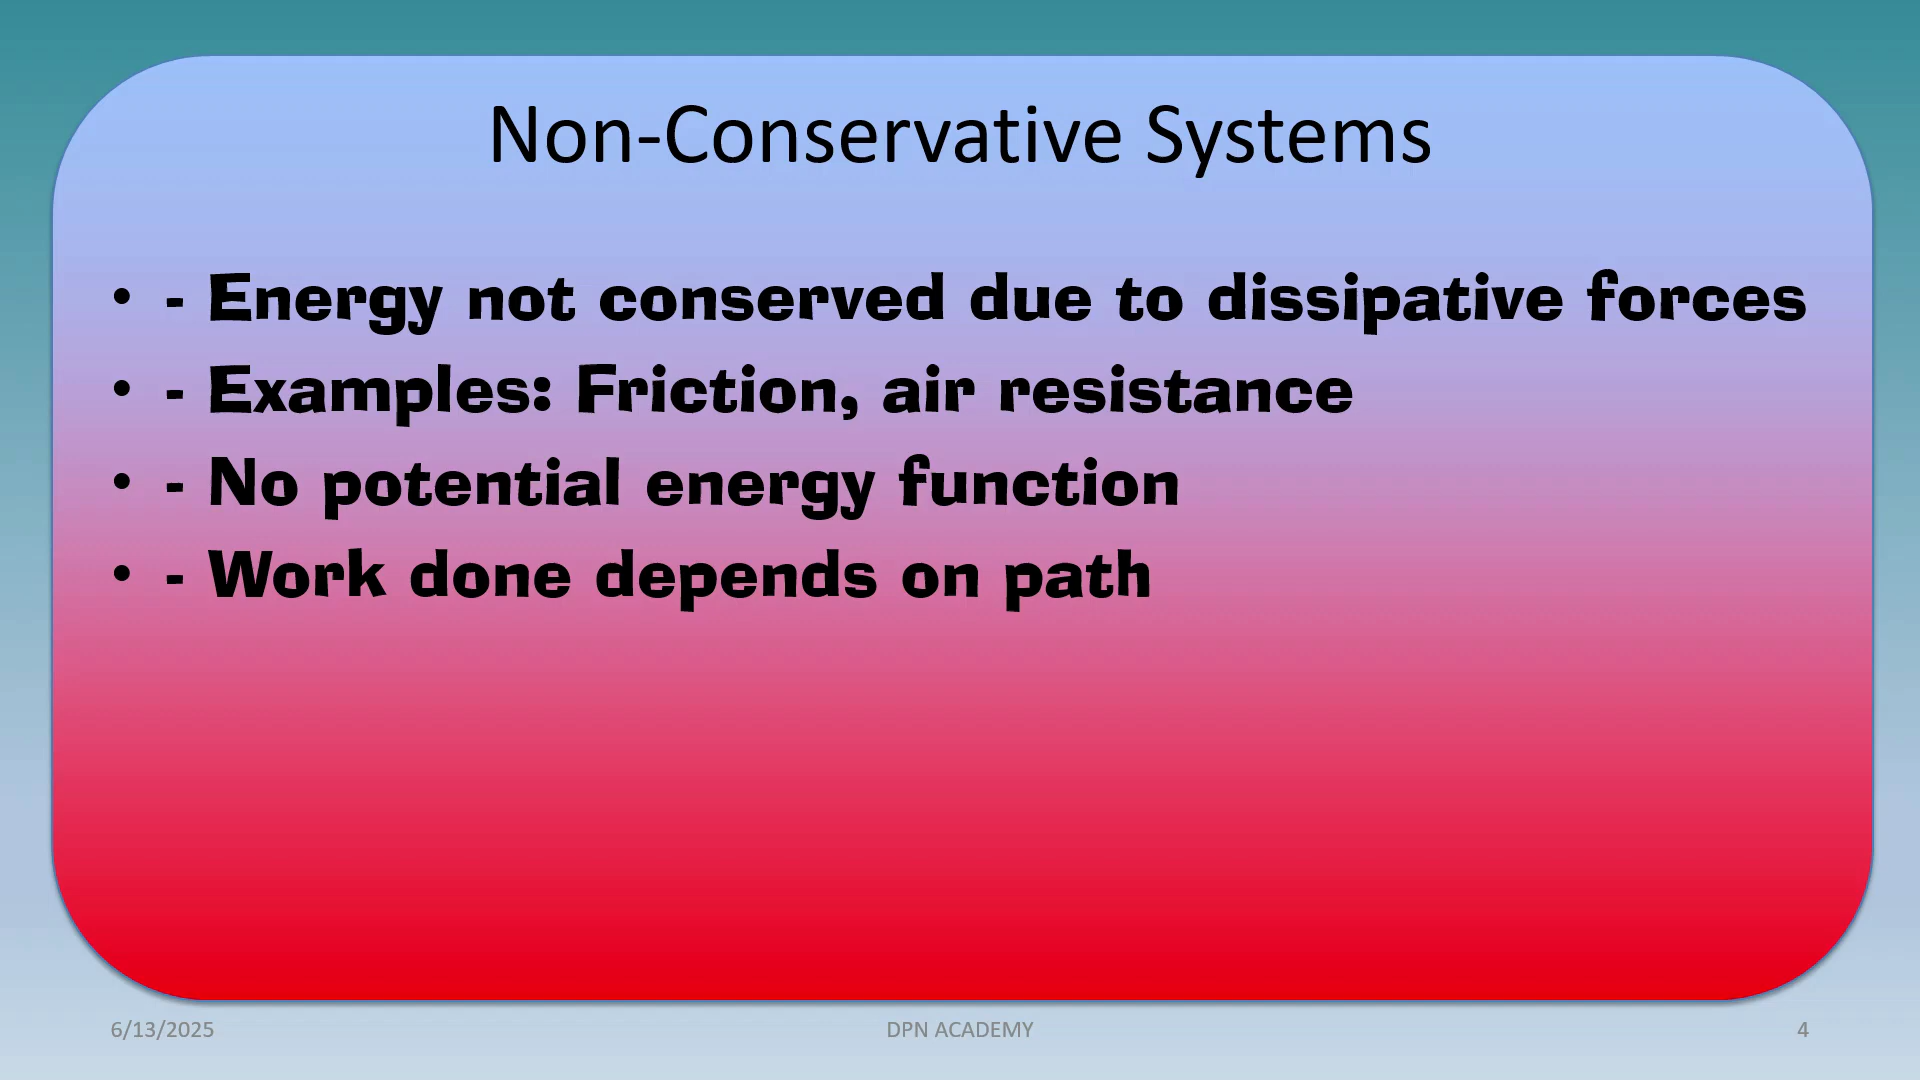 Non-Conservative Systems
• - Energy not conserved due to dissipative forces
• - Examples: Friction, air resistance
• - No potential energy function
• - Work done depends on path
6/13/2025
DPN ACADEMY
4